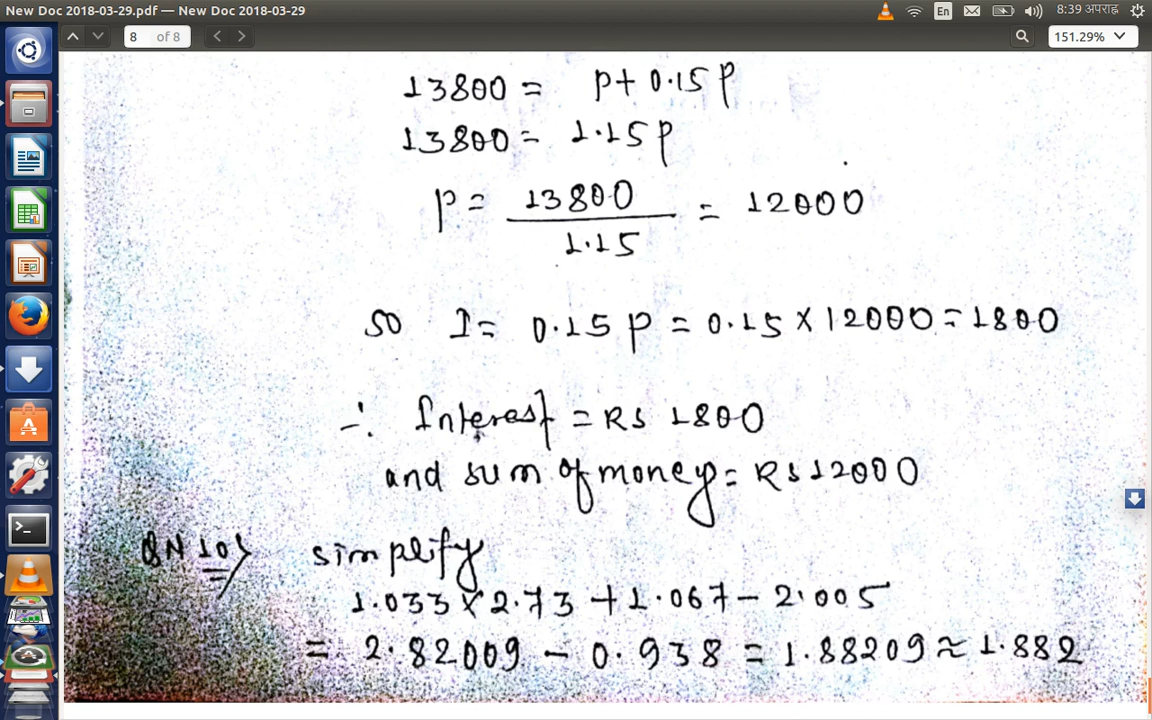 New Doc 2018-03-29.pdf — New Doc 2018-03-29
En
8:39 अपराह्न
8 of 8
151.29%
13800 = P + 0.15 P
13800 = 1.15 P
P = 13800 / 1.15 = 12000
so I = 0.15 P = 0.15 × 12000 = 1800
∴ Interest = RS 1800
and sum of money = RS 12000
QN 10) simplify
1.033 × 2.73 + 1.067 − 2.005
= 2.82009 − 0.938 = 1.88209 ≈ 1.882